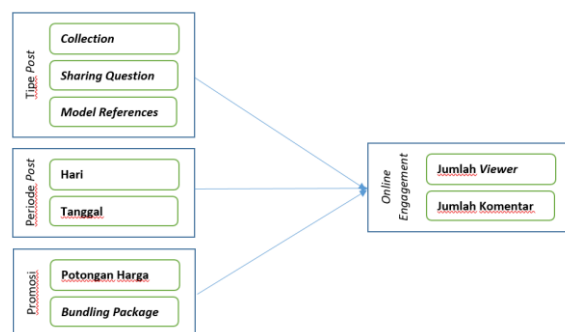 Tipe Post
Collection
Sharing Question
Model References
Periode Post
Hari
Tanggal
Promosi
Potongan Harga
Bundling Package
Online
Engagement
Jumlah Viewer
Jumlah Komentar